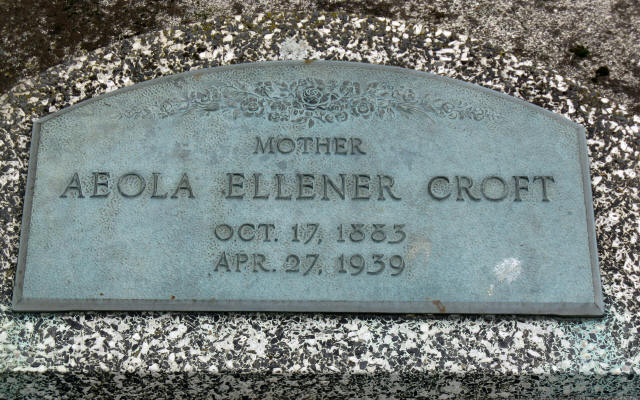 MOTHER
AEOLA ELLENER CROFT
OCT. 17, 1883
APR. 27, 1939